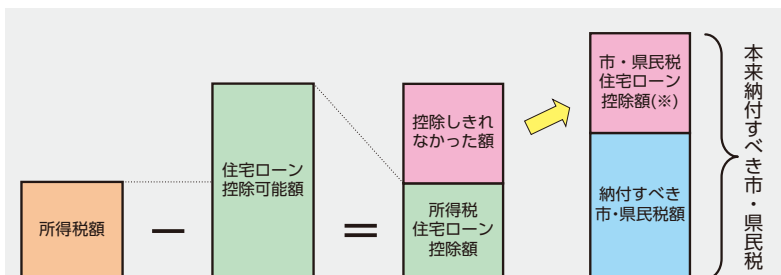 所得税額
住宅ローン
控除可能額
控除しきれ
なかった額
所得税
住宅ローン
控除額
市・県民税
住宅ローン
控除額(※)
納付すべき
市・県民税額
本来納付すべき市・県民税